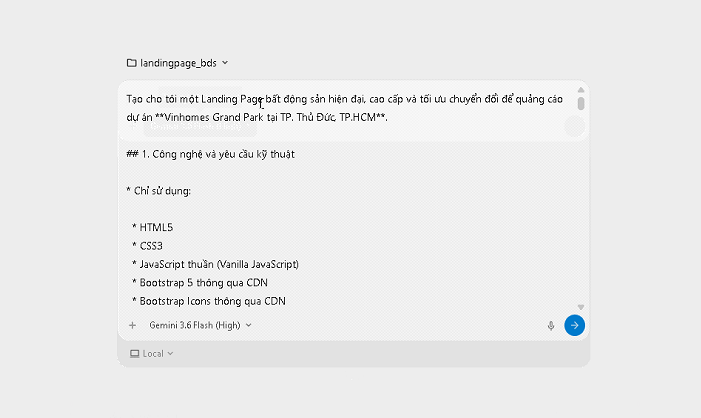 landingpage_bds
Tạo cho tôi một Landing Page bất động sản hiện đại, cao cấp và tối ưu chuyển đổi để quảng cáo
dự án **Vinhomes Grand Park tại TP. Thủ Đức, TP.HCM**.
## 1. Công nghệ và yêu cầu kỹ thuật
* Chỉ sử dụng:
* HTML5
* CSS3
* JavaScript thuần (Vanilla JavaScript)
* Bootstrap 5 thông qua CDN
* Bootstrap Icons thông qua CDN
Gemini 3.6 Flash (High)
Local